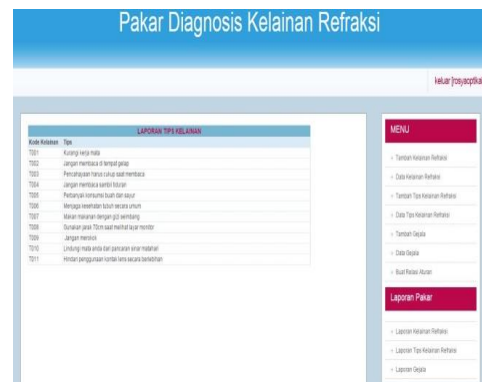 Pakar Diagnosis Kelainan Refraksi
keluar [rosyaoptikal
LAPORAN TIPS KELAINAN
Kode Kelainan Tips
T001 Kurangi kerja mata
T002 Jangan membaca di tempat gelap
T003 Pencahayaan harus cukup saat membaca
T004 Jangan membaca sambil tiduran
T005 Perbanyak konsumsi buah dan sayur
T006 Menjaga kesehatan tubuh secara umum
T007 Makan makanan dengan gizi seimbang
T008 Gunakan jarak 70cm saat melihat layar monitor
T009 Jangan merokok
T010 Lindungi mata anda dari pancaran sinar matahari
T011 Hindari penggunaan kontak lens secara berlebihan
MENU
» Tambah Kelainan Refraksi
» Data Kelainan Refraksi
» Tambah Tips Kelainan Refraksi
» Data Tips Kelainan Refraksi
» Tambah Gejala
» Data Gejala
» Buat Relasi Aturan
Laporan Pakar
» Laporan Kelainan Refraksi
» Laporan Tips Kelainan Refraksi
» Laporan Gejala